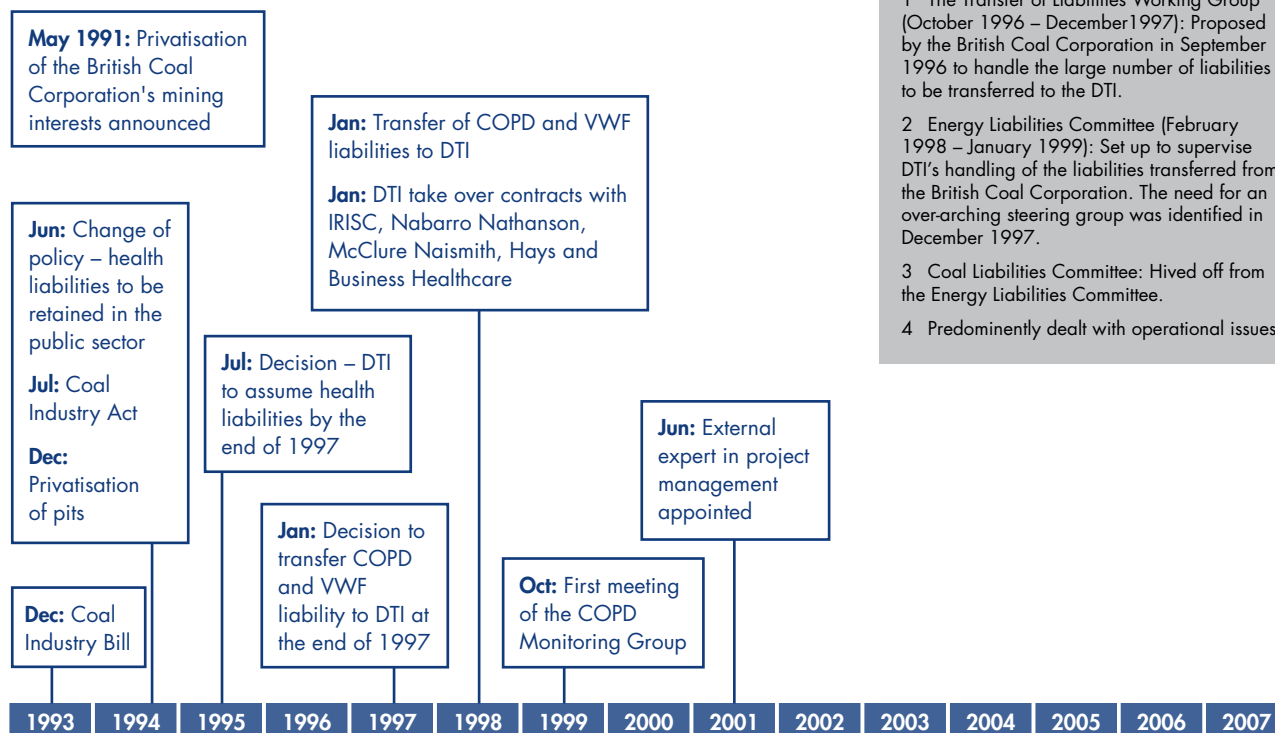 May 1991: Privatisation
of the British Coal
Corporation's mining
interests announced
Jun: Change of
policy – health
liabilities to be
retained in the
public sector
Jul: Coal
Industry Act
Dec:
Privatisation
of pits
Dec: Coal
Industry Bill
Jul: Decision – DTI
to assume health
liabilities by the
end of 1997
Jan: Decision to
transfer COPD
and VWF
liability to DTI at
the end of 1997
Jan: Transfer of COPD and VWF
liabilities to DTI
Jan: DTI take over contracts with
IRISC, Nabarro Nathanson,
McClure Naismith, Hays and
Business Healthcare
Oct: First meeting
of the COPD
Monitoring Group
Jun: External
expert in project
management
appointed
1 The Transfer of Liabilities Working Group
(October 1996 – December1997): Proposed
by the British Coal Corporation in September
1996 to handle the large number of liabilities
to be transferred to the DTI.
2 Energy Liabilities Committee (February
1998 – January 1999): Set up to supervise
DTI's handling of the liabilities transferred from
the British Coal Corporation. The need for an
over-arching steering group was identified in
December 1997.
3 Coal Liabilities Committee: Hived off from
the Energy Liabilities Committee.
4 Predominently dealt with operational issues
1993 1994 1995 1996 1997 1998 1999 2000 2001 2002 2003 2004 2005 2006 2007